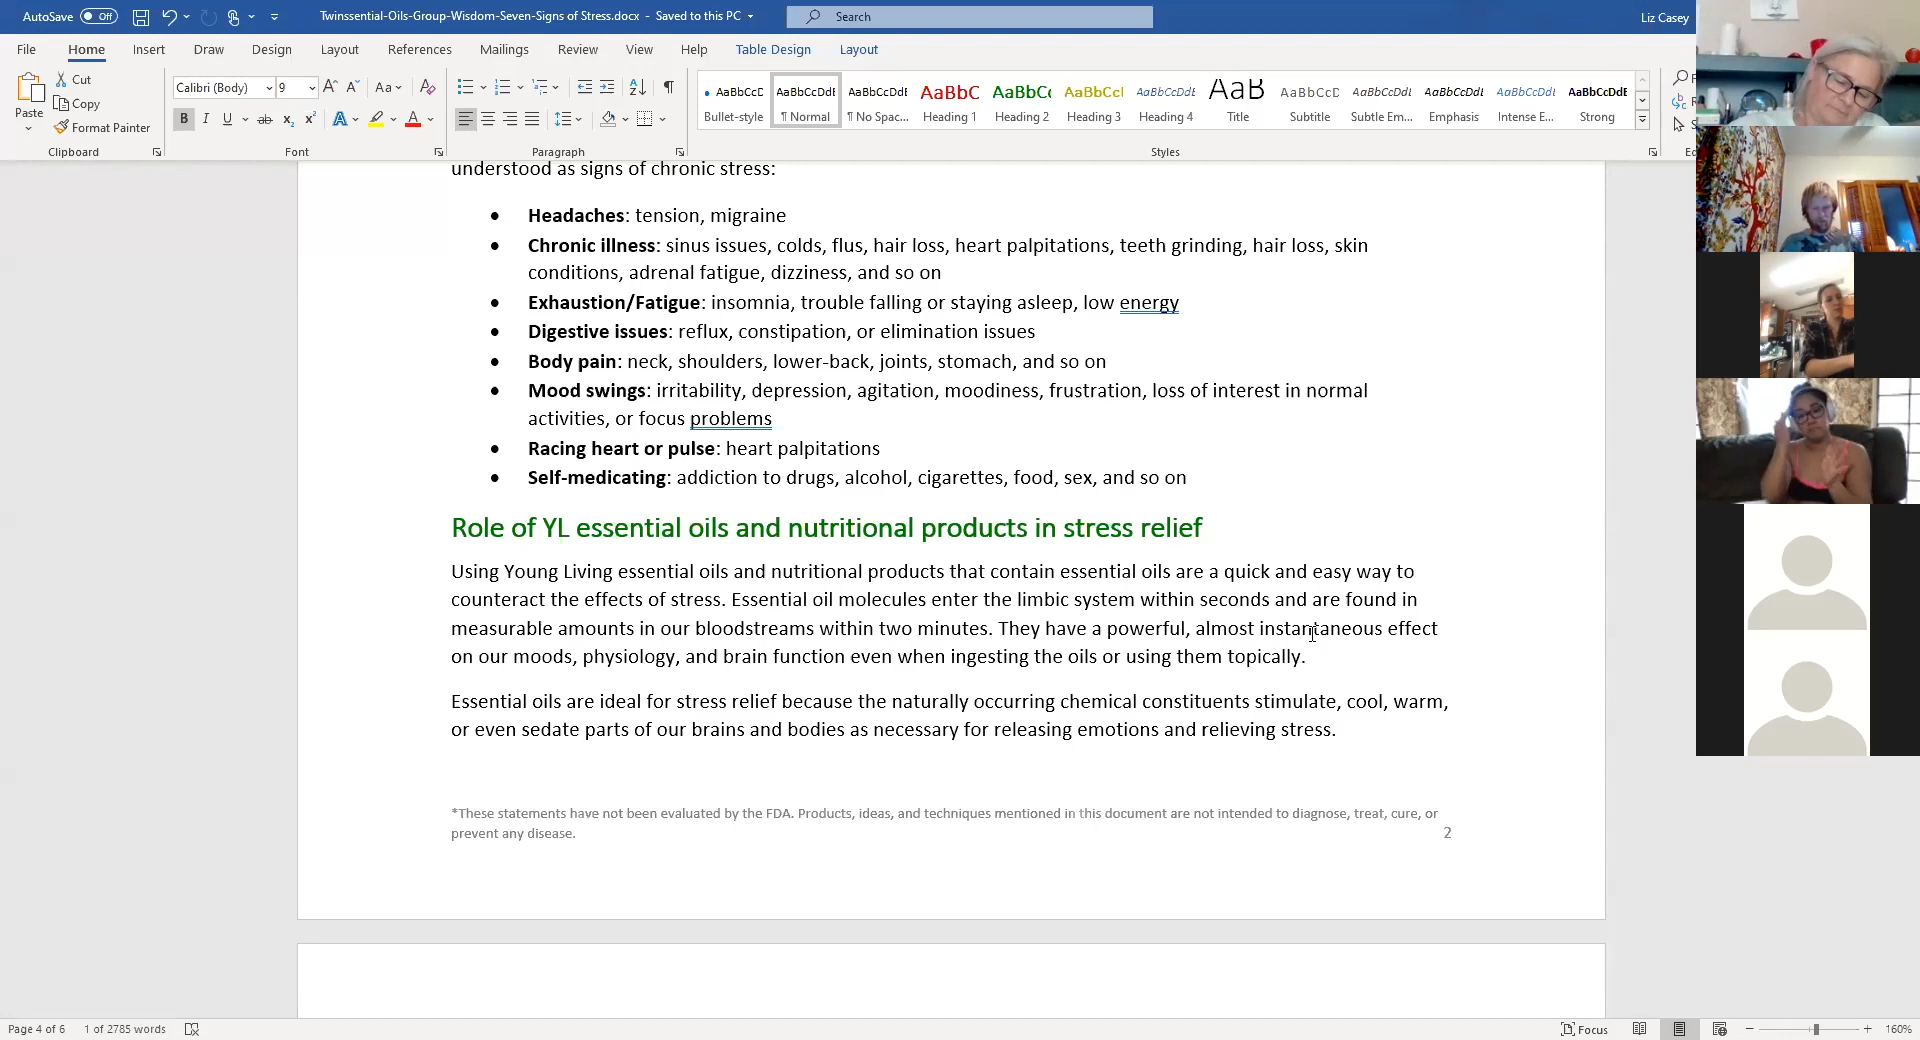 AutoSave Off Twinssential-Oils-Group-Wisdom-Seven-Signs of Stress.docx - Saved to this PC Search Liz Casey
File Home Insert Draw Design Layout References Mailings Review View Help Table Design Layout
Paste Cut Copy Format Painter
Calibri (Body) 9
AaBbCcD AaBbCcDdE AaBbCcDdE AaBbC AaBbCc AaBbCcI AaBbCcDdE AaB AaBbCcD AaBbCcDdE AaBbCcDdE AaBbCcDdE AaBbCcDdE
Bullet-style ¶ Normal ¶ No Spac... Heading 1 Heading 2 Heading 3 Heading 4 Title Subtitle Subtle Em... Emphasis Intense E... Strong
Clipboard Font Paragraph Styles
understood as signs of chronic stress:
• Headaches: tension, migraine
• Chronic illness: sinus issues, colds, flus, hair loss, heart palpitations, teeth grinding, hair loss, skin
conditions, adrenal fatigue, dizziness, and so on
• Exhaustion/Fatigue: insomnia, trouble falling or staying asleep, low energy
• Digestive issues: reflux, constipation, or elimination issues
• Body pain: neck, shoulders, lower-back, joints, stomach, and so on
• Mood swings: irritability, depression, agitation, moodiness, frustration, loss of interest in normal
activities, or focus problems
• Racing heart or pulse: heart palpitations
• Self-medicating: addiction to drugs, alcohol, cigarettes, food, sex, and so on
Role of YL essential oils and nutritional products in stress relief
Using Young Living essential oils and nutritional products that contain essential oils are a quick and easy way to
counteract the effects of stress. Essential oil molecules enter the limbic system within seconds and are found in
measurable amounts in our bloodstreams within two minutes. They have a powerful, almost instantaneous effect
on our moods, physiology, and brain function even when ingesting the oils or using them topically.
Essential oils are ideal for stress relief because the naturally occurring chemical constituents stimulate, cool, warm,
or even sedate parts of our brains and bodies as necessary for releasing emotions and relieving stress.
*These statements have not been evaluated by the FDA. Products, ideas, and techniques mentioned in this document are not intended to diagnose, treat, cure, or
prevent any disease. 2
Page 4 of 6 1 of 2785 words Focus 160%